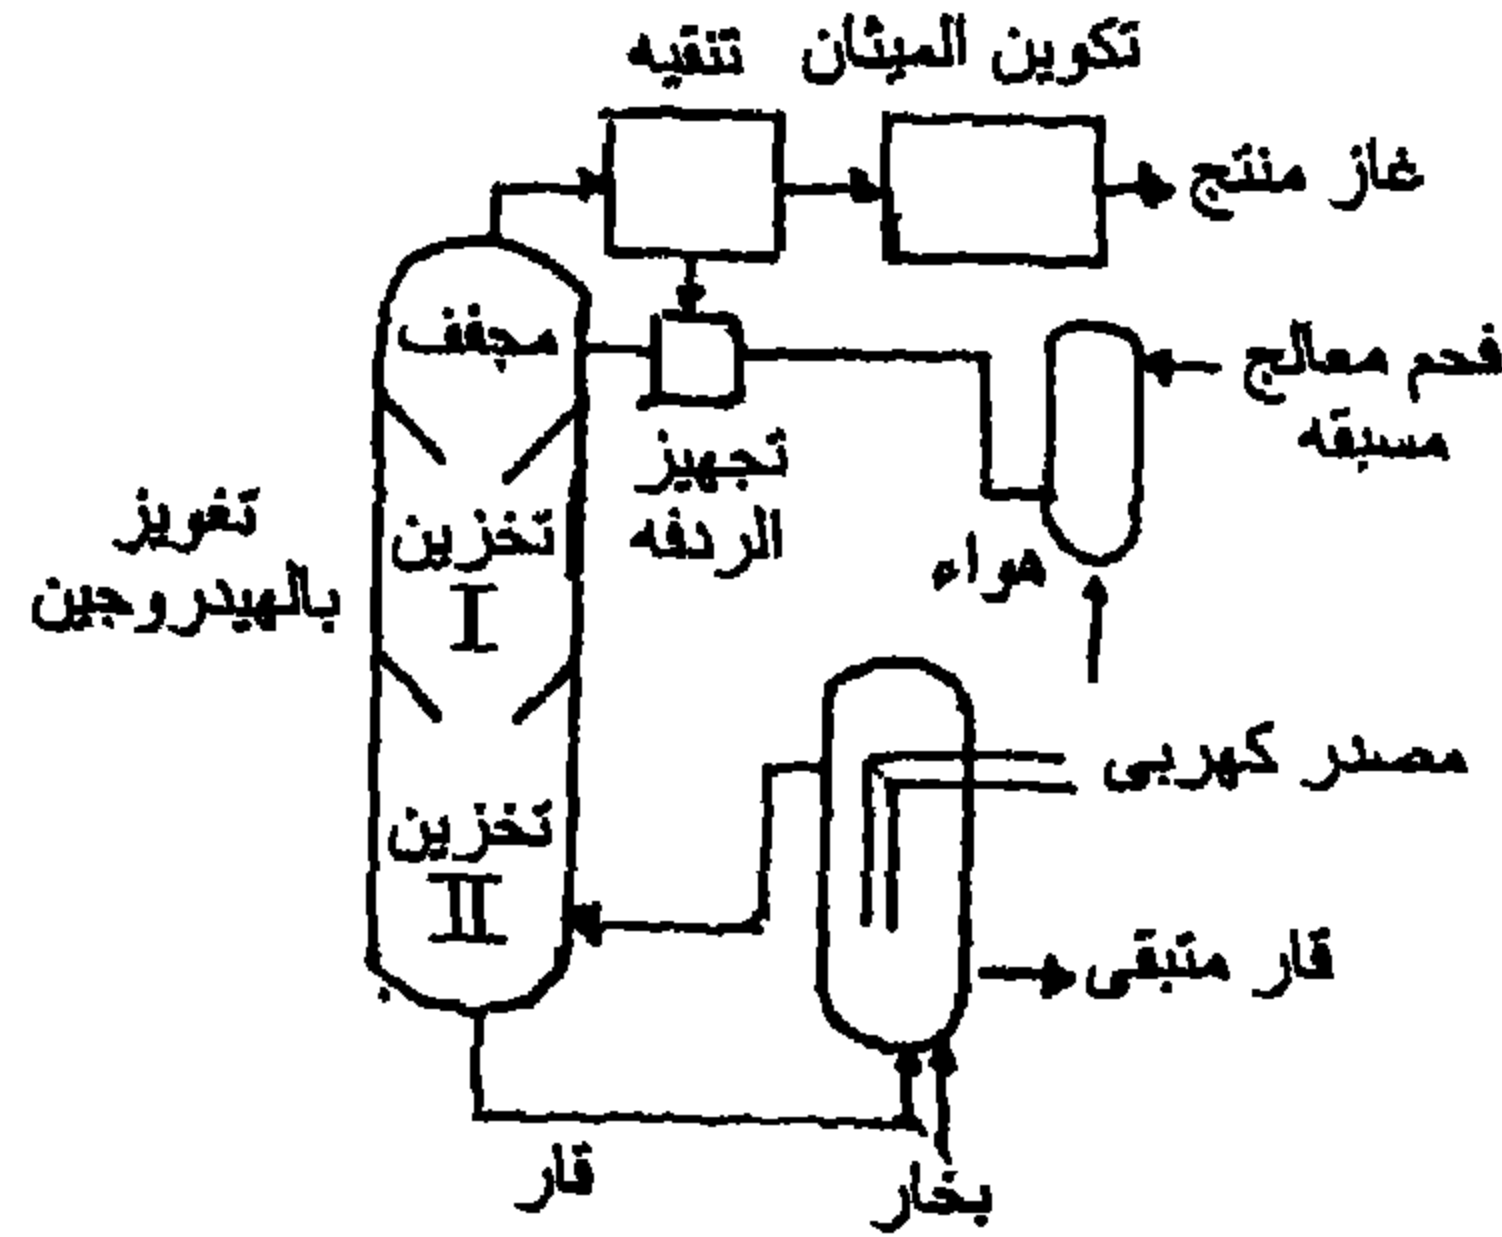 تكوين الميثان
تنقيه
غاز منتج
مجفف
فحم معالج
مسبقه
تجهيز
الردفه
تخزين
I
تغويز
بالهيدروجين
هواء
مصدر كهربى
تخزين
II
قار متبقى
قار
بخار